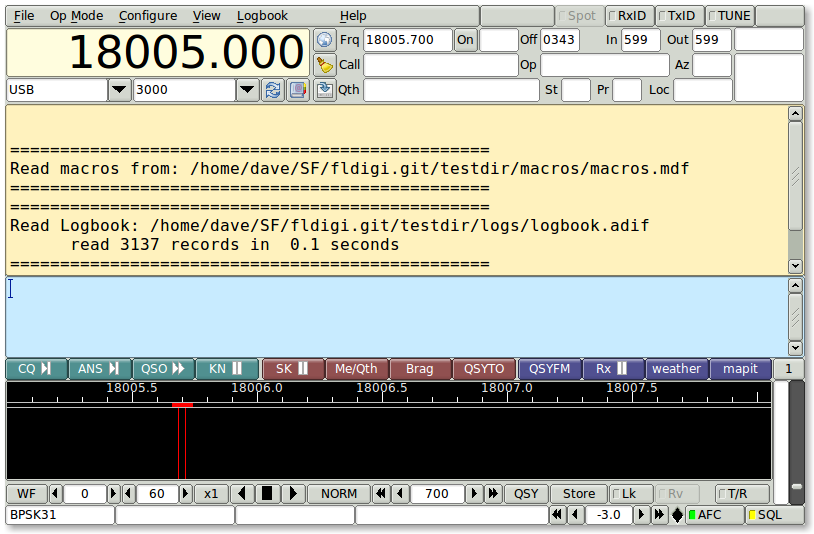 File Op Mode Configure View Logbook Help Spot RxID TxID TUNE
18005.000
Frq 18005.700 On Off 0343 In 599 Out 599
Call Op Az
USB 3000 Qth St Pr Loc
================================================
Read macros from: /home/dave/SF/fldigi.git/testdir/macros/macros.mdf
================================================
================================================
Read Logbook: /home/dave/SF/fldigi.git/testdir/logs/logbook.adif
read 3137 records in 0.1 seconds
================================================
CQ ANS QSO KN SK Me/Qth Brag QSYTO QSYFM Rx weather mapit 1
18005.5 18006.0 18006.5 18007.0 18007.5
WF 0 60 x1 NORM 700 QSY Store Lk Rv T/R
BPSK31 -3.0 AFC SQL